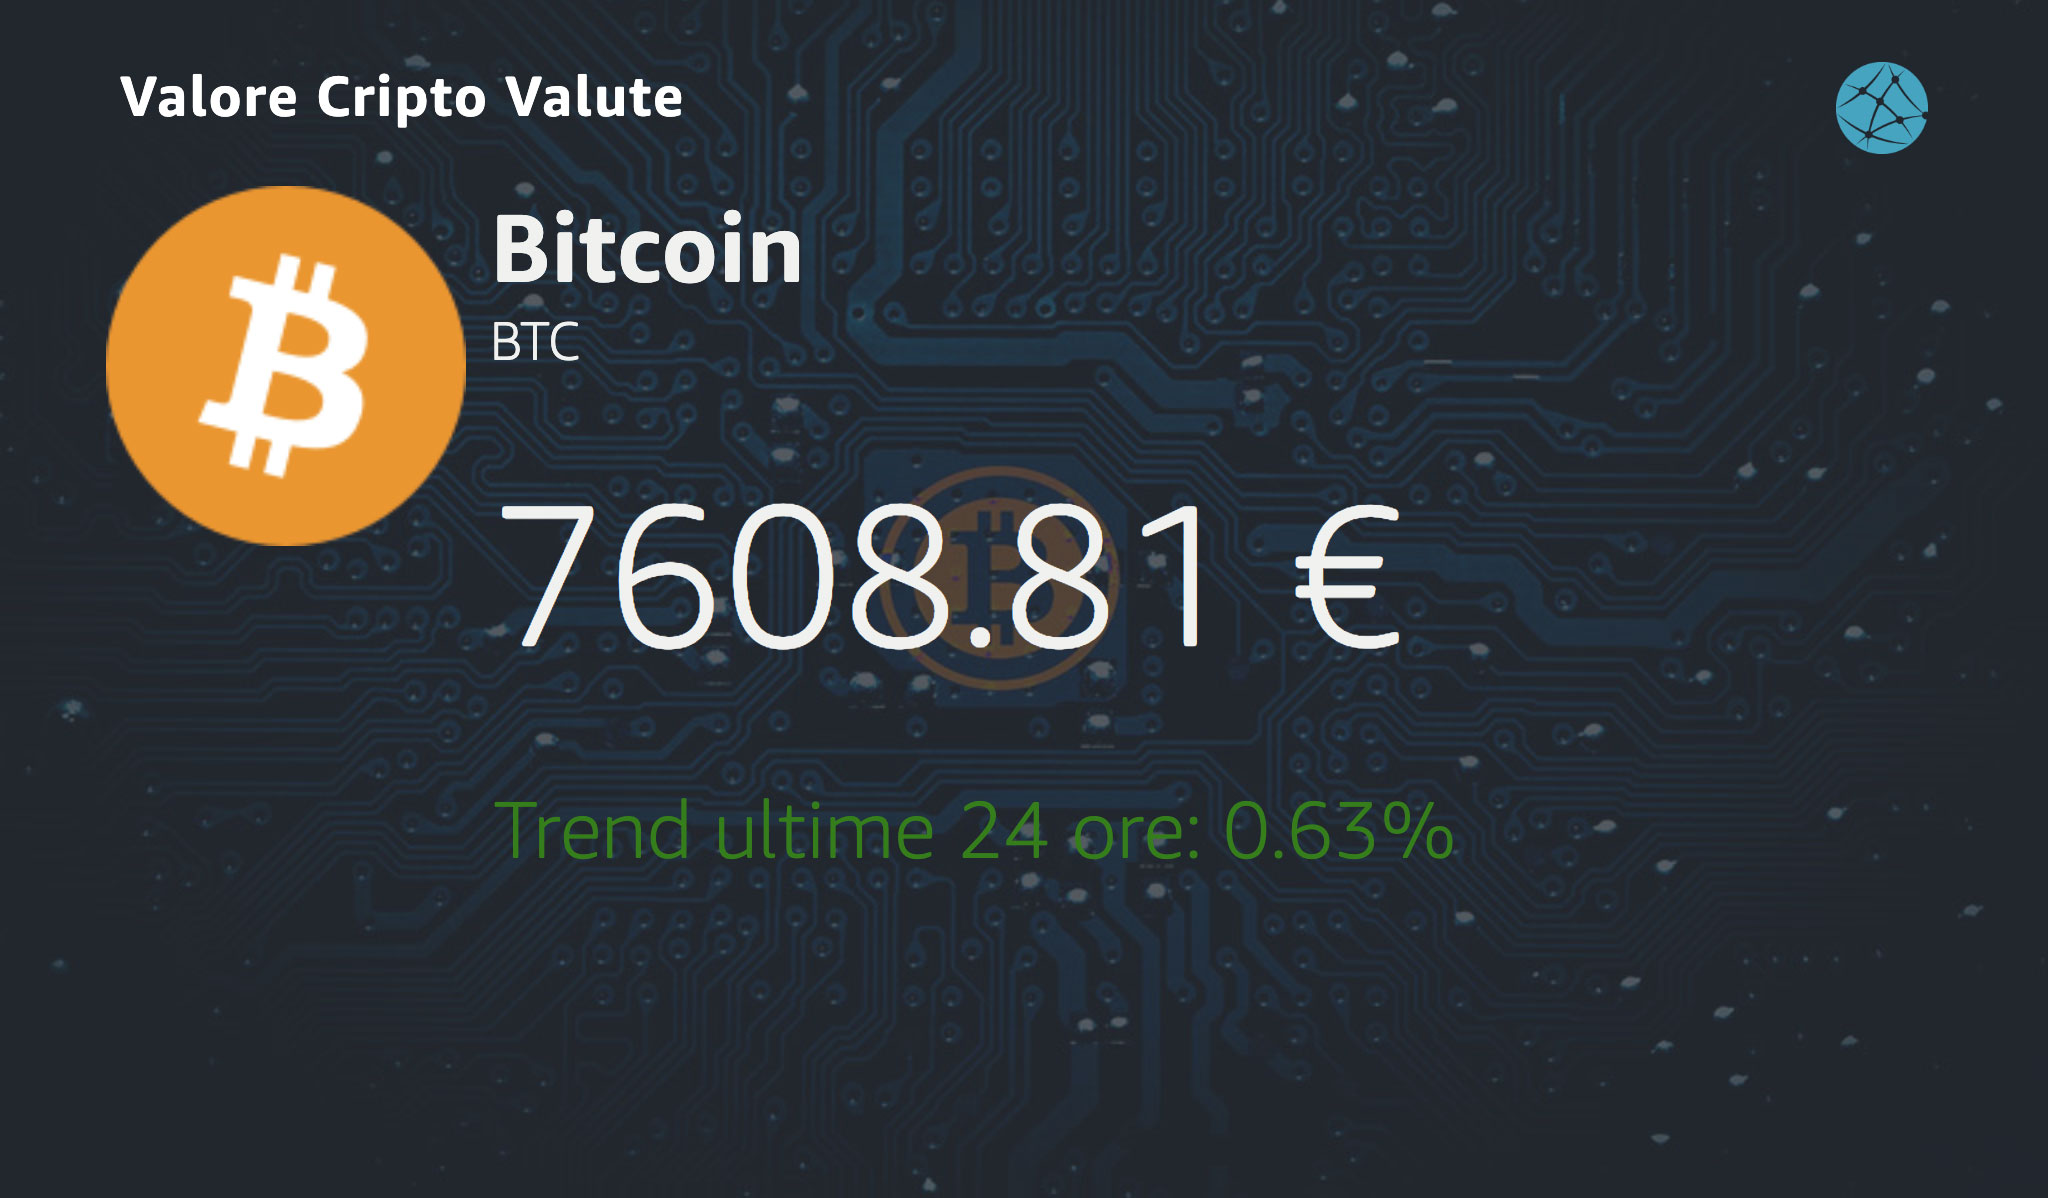 Valore Cripto Valute
Bitcoin
BTC
7608.81 €
Trend ultime 24 ore: 0.63%